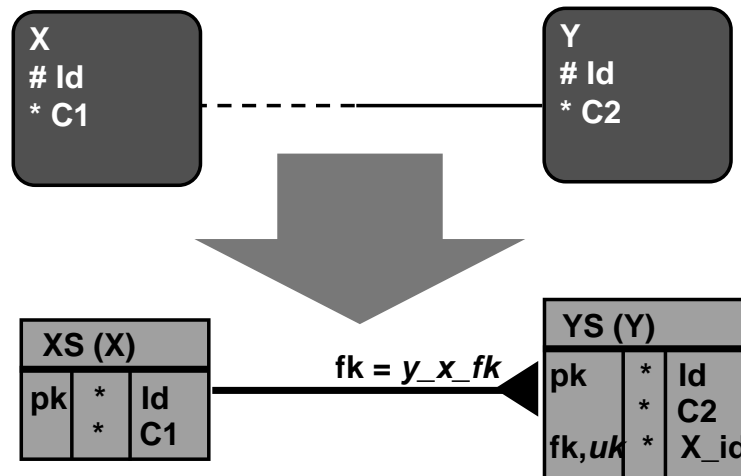 X
# Id
* C1
Y
# Id
* C2
XS (X)
pk * Id
* C1
fk = y_x_fk
YS (Y)
pk * Id
* C2
fk,uk * X_id